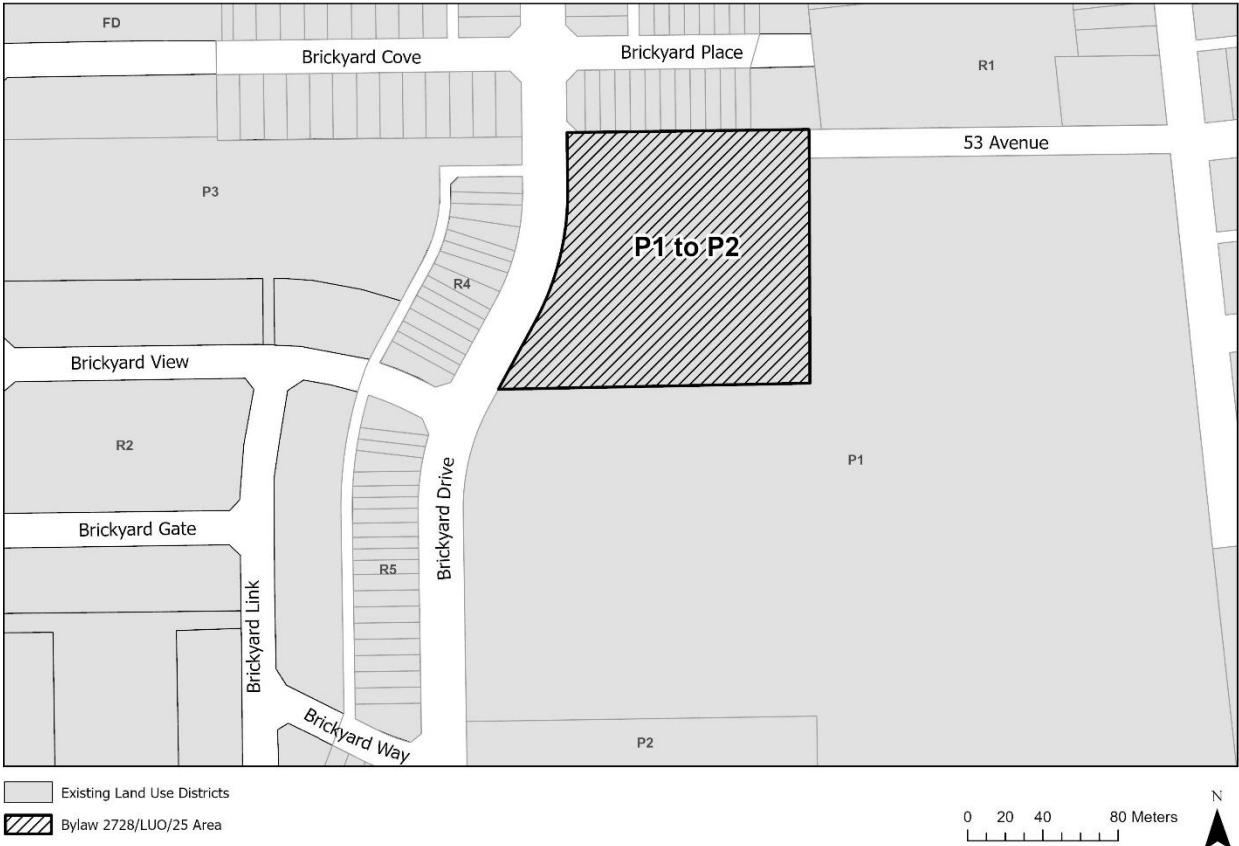 FD
Brickyard Cove
Brickyard Place
R1
53 Avenue
P3
P1 to P2
R4
Brickyard View
R2
P1
Brickyard Drive
Brickyard Gate
R5
Brickyard Link
Brickyard Way
P2
Existing Land Use Districts
Bylaw 2728/LUO/25 Area
0 20 40 80 Meters
N